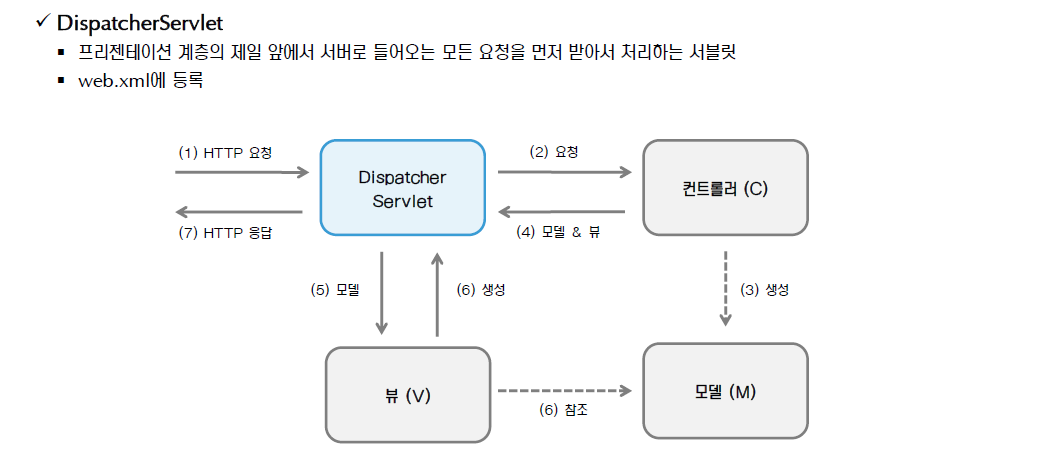 ✓ DispatcherServlet
▪ 프리젠테이션 계층의 제일 앞에서 서버로 들어오는 모든 요청을 먼저 받아서 처리하는 서블릿
▪ web.xml에 등록
(1) HTTP 요청
(2) 요청
Dispatcher
Servlet
컨트롤러 (C)
(7) HTTP 응답
(4) 모델 & 뷰
(5) 모델
(6) 생성
(3) 생성
뷰 (V)
(6) 참조
모델 (M)